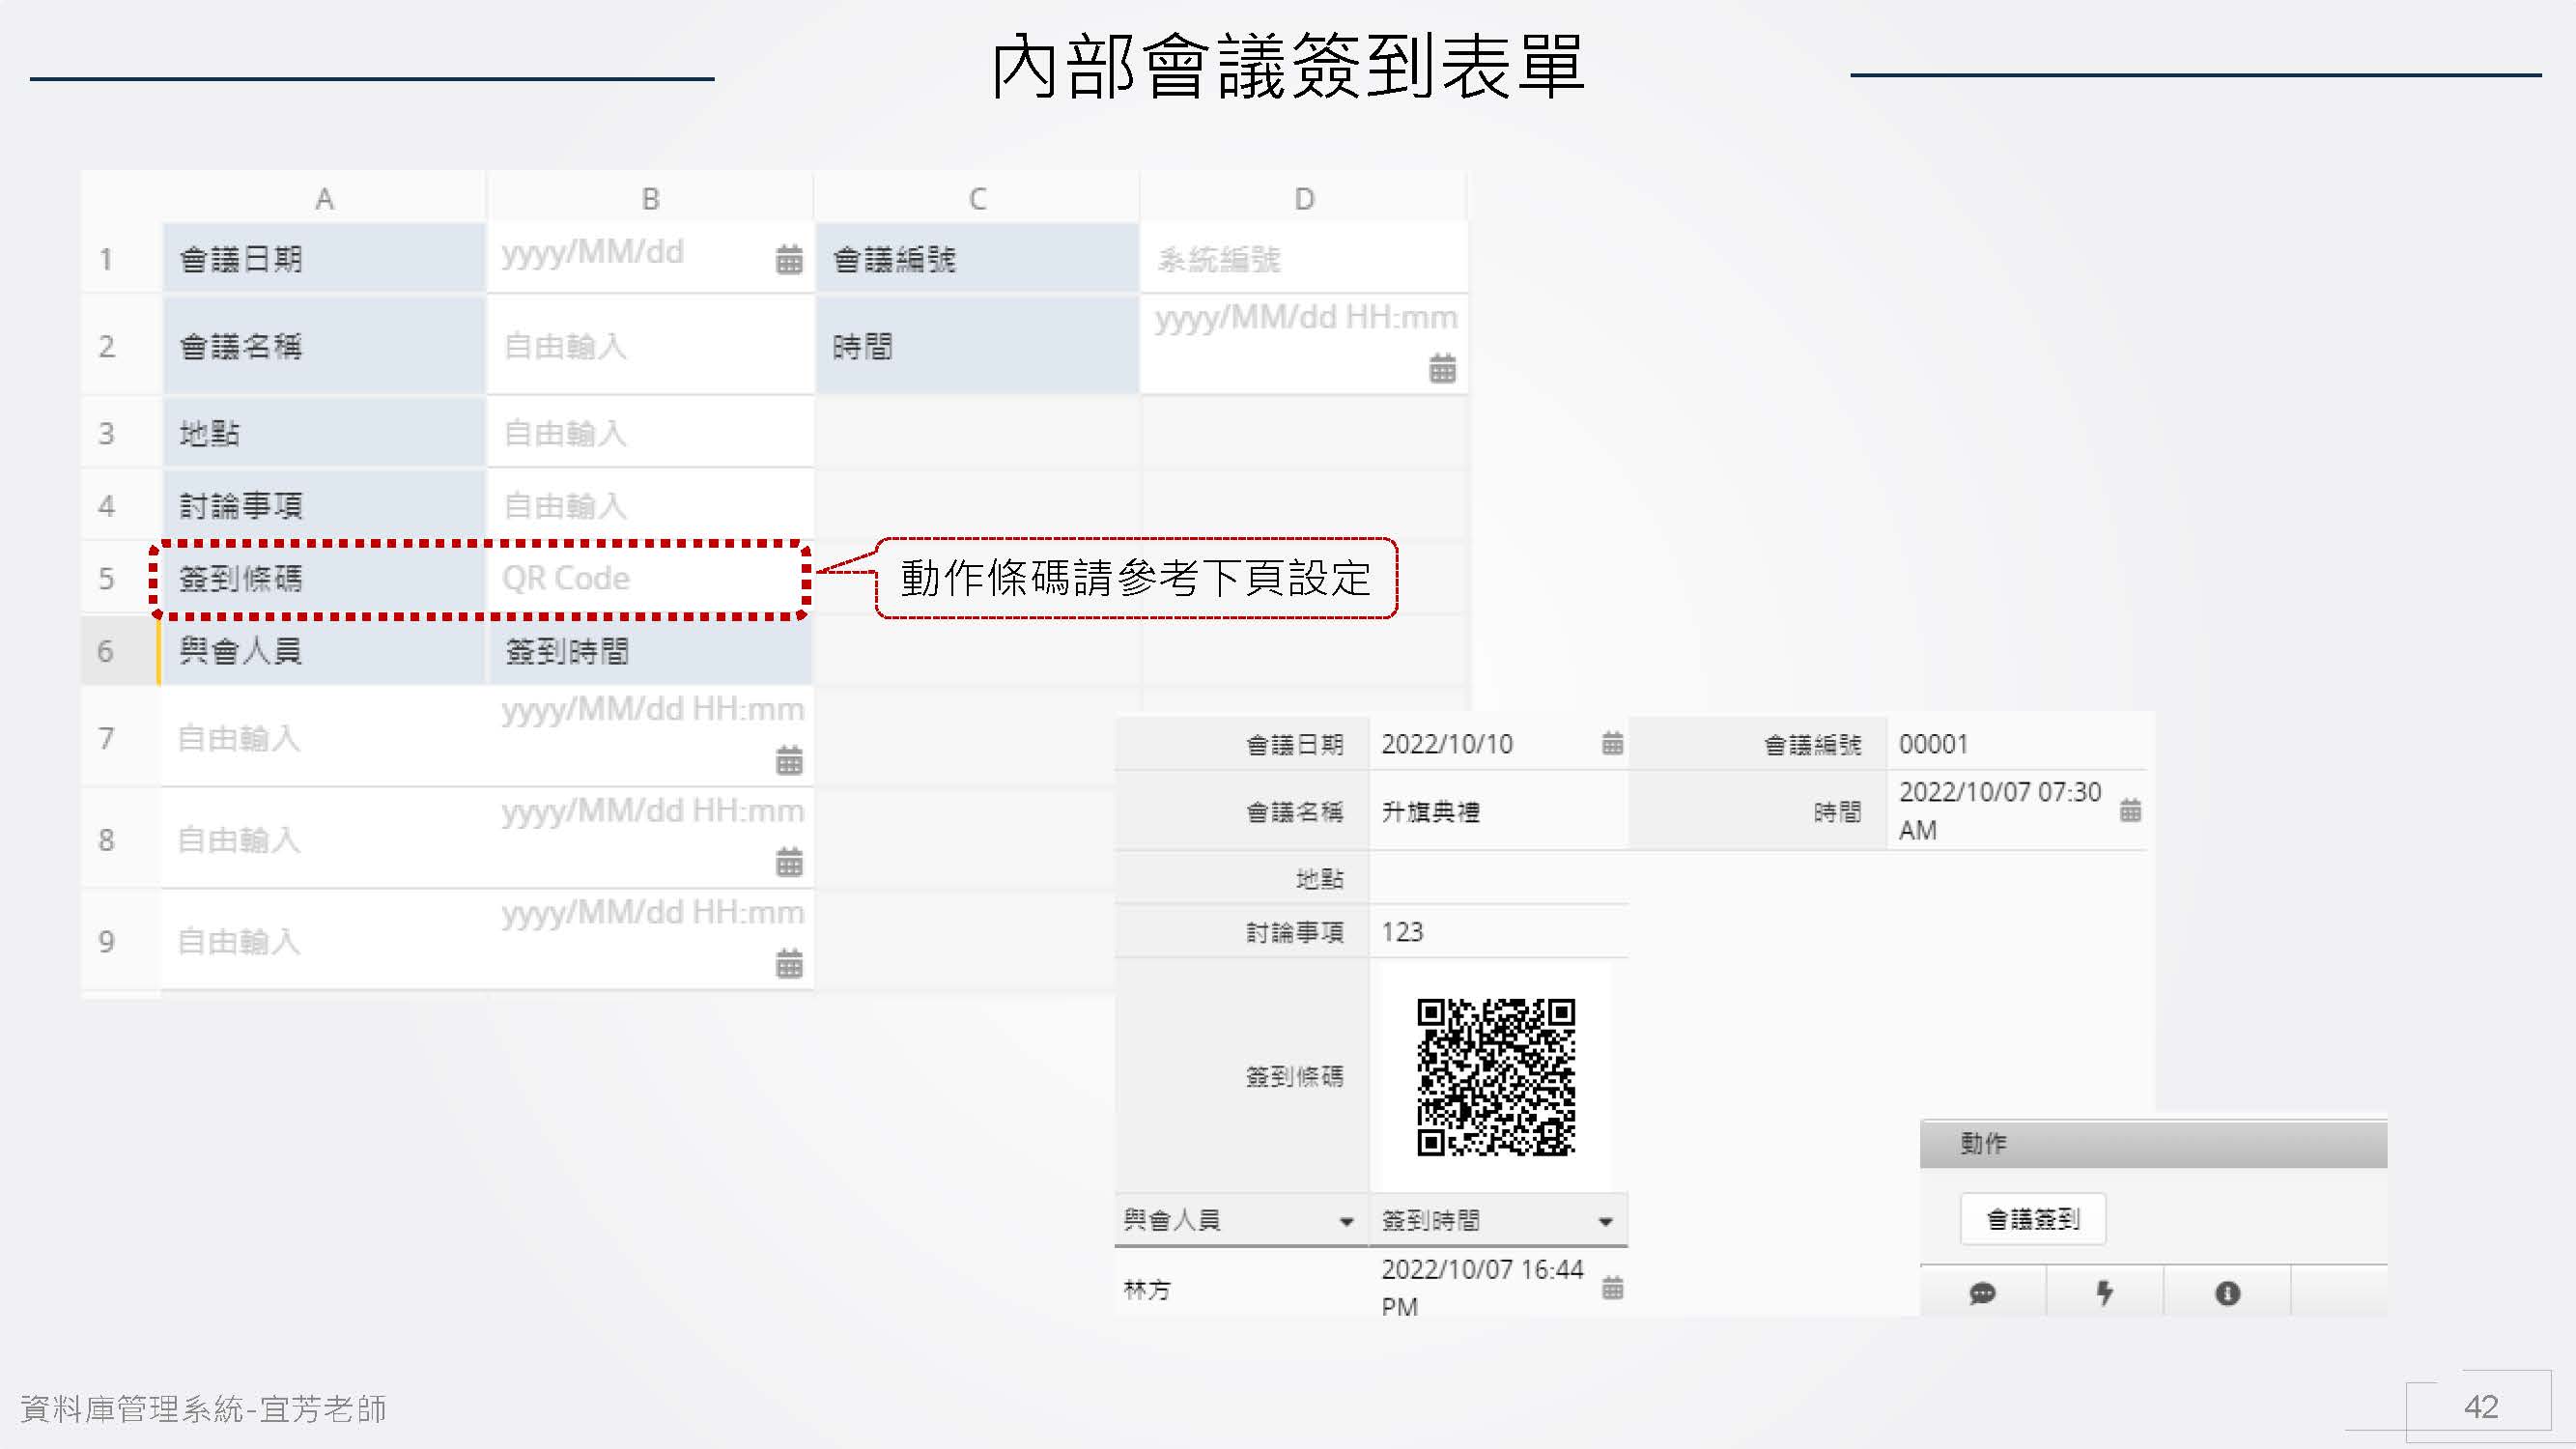 內部會議簽到表單
A B C D
1 會議日期 yyyy/MM/dd 會議編號 系統編號
2 會議名稱 自由輸入 時間 yyyy/MM/dd HH:mm
3 地點 自由輸入
4 討論事項 自由輸入
5 簽到條碼 QR Code
動作條碼請參考下頁設定
6 與會人員 簽到時間
7 自由輸入 yyyy/MM/dd HH:mm
8 自由輸入 yyyy/MM/dd HH:mm
9 自由輸入 yyyy/MM/dd HH:mm
會議日期 2022/10/10 會議編號 00001
會議名稱 升旗典禮 時間 2022/10/07 07:30
AM
地點
討論事項 123
簽到條碼
與會人員 簽到時間
林方 2022/10/07 16:44
PM
動作
會議簽到
資料庫管理系統-宜芳老師
42